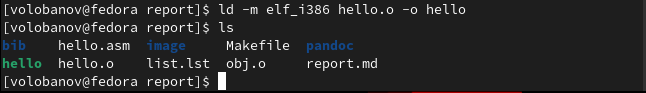 [volobanov@fedora report]$ ld -m elf_i386 hello.o -o hello
[volobanov@fedora report]$ ls
bib    hello.asm  image     Makefile  pandoc
hello  hello.o    list.lst  obj.o     report.md
[volobanov@fedora report]$